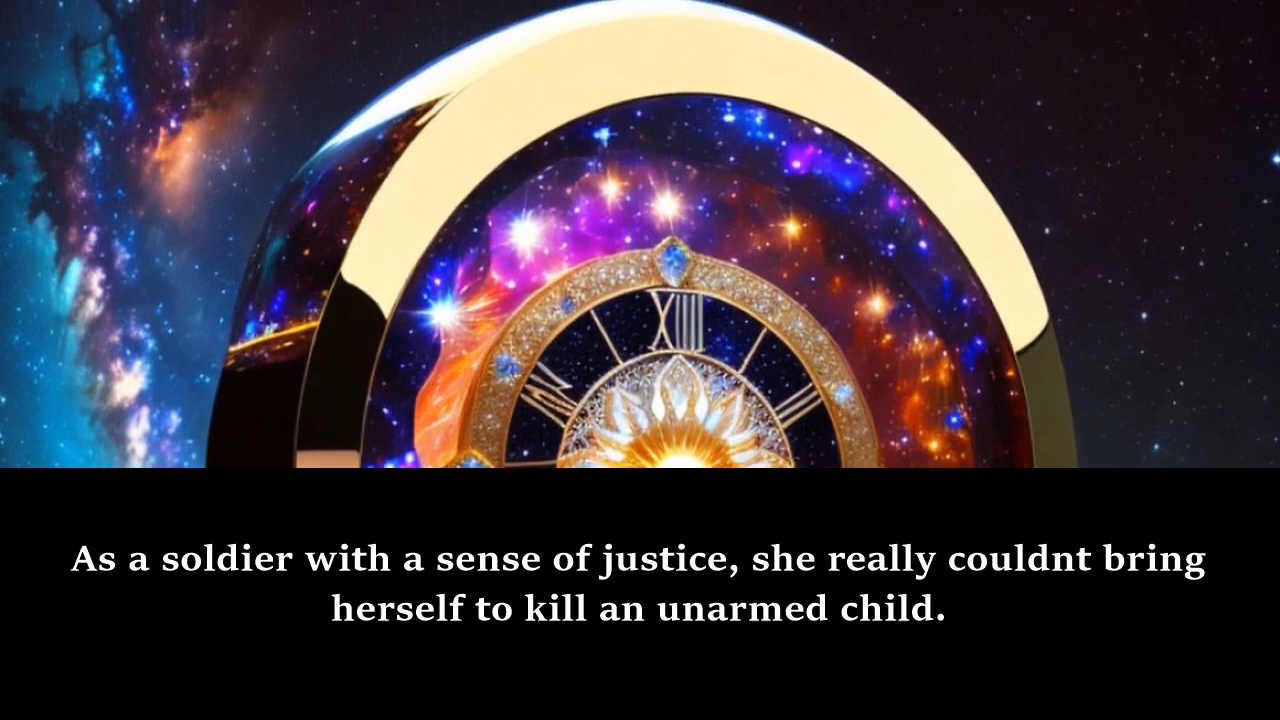 As a soldier with a sense of justice, she really couldnt bring
herself to kill an unarmed child.